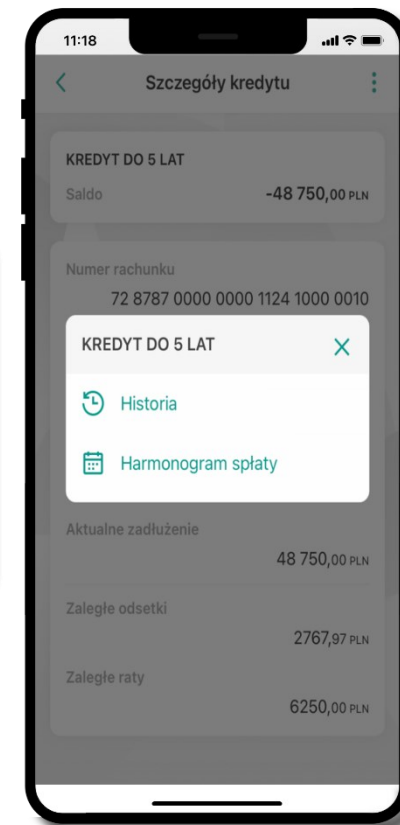 11:18
Szczegóły kredytu
KREDYT DO 5 LAT
Saldo -48 750,00 PLN
Numer rachunku
72 8787 0000 0000 1124 1000 0010
KREDYT DO 5 LAT
Historia
Harmonogram spłaty
Aktualne zadłużenie
48 750,00 PLN
Zaległe odsetki
2767,97 PLN
Zaległe raty
6250,00 PLN